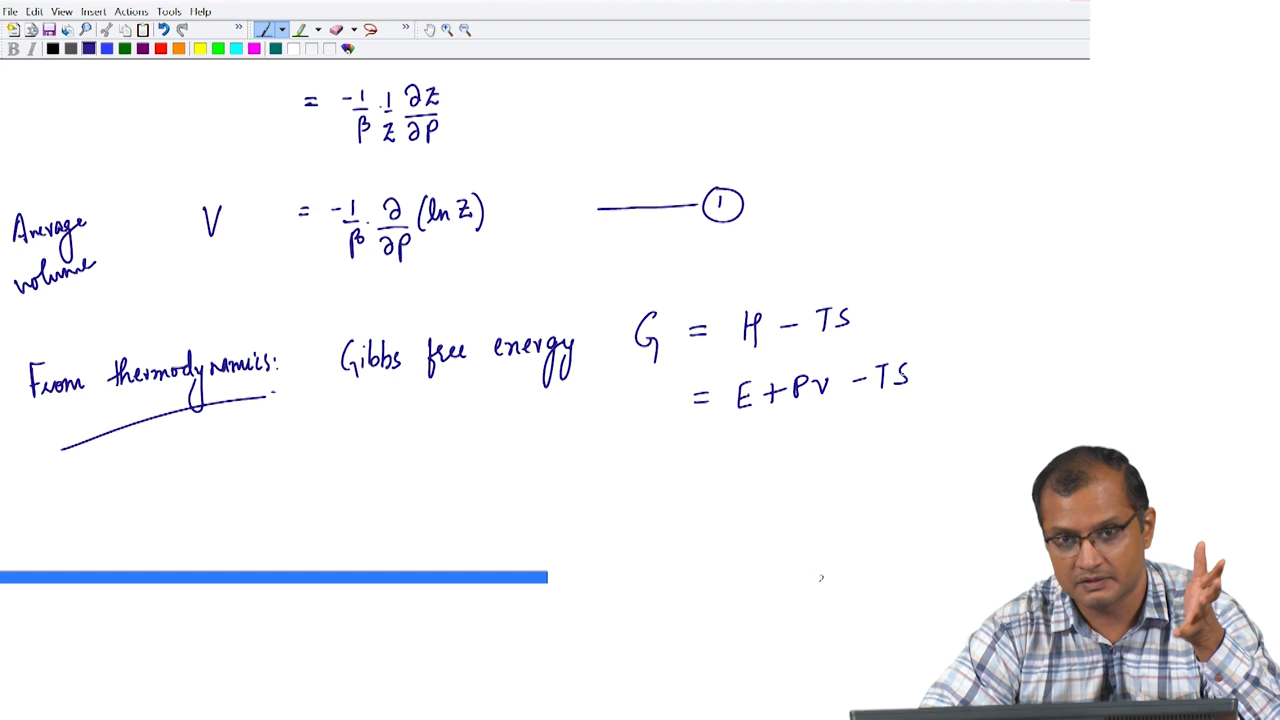 File Edit View Insert Actions Tools Help
= -1/β · 1/Z ∂Z/∂P
Average volume V = -1/β · ∂/∂P (ln Z) ——— 1
From thermodynamics: Gibbs free energy G = H - TS
= E + PV - TS
2